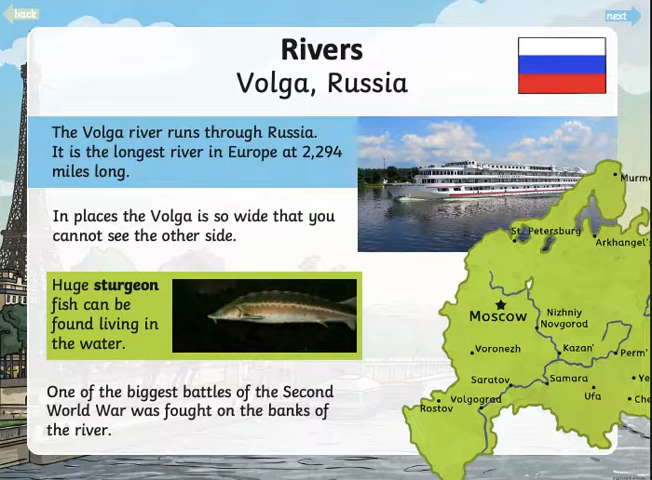 back
next
Rivers
Volga, Russia
The Volga river runs through Russia.
It is the longest river in Europe at 2,294
miles long.
In places the Volga is so wide that you
cannot see the other side.
Huge sturgeon
fish can be
found living in
the water.
One of the biggest battles of the Second
World War was fought on the banks of
the river.
Murm
St. Petersburg
Arkhangel's
Moscow
Nizhniy
Novgorod
Voronezh
Kazan'
Perm'
Saratov
Samara
Ye
Ufa
Che
Rostov
Volgograd